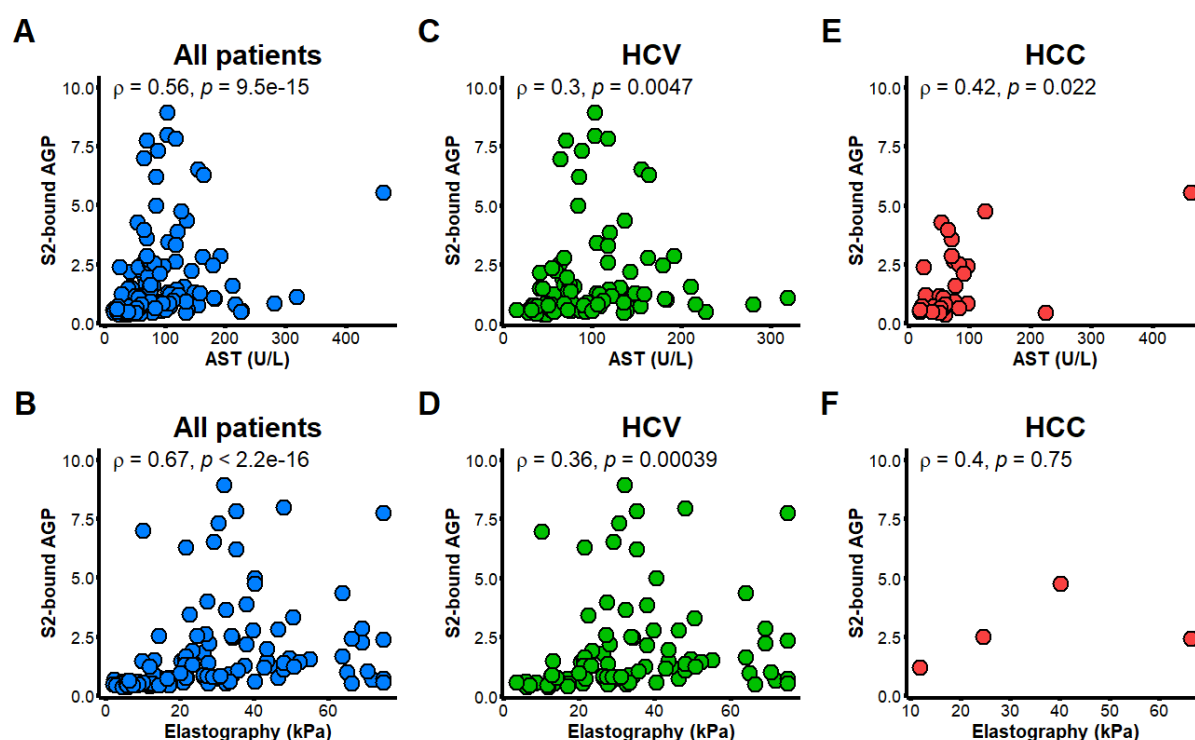 A
All patients
ρ = 0.56, p = 9.5e-15
S2-bound AGP
10.0
7.5
5.0
2.5
0.0
0 100 200 300 400
AST (U/L)
C
HCV
ρ = 0.3, p = 0.0047
S2-bound AGP
10.0
7.5
5.0
2.5
0.0
0 100 200 300
AST (U/L)
E
HCC
ρ = 0.42, p = 0.022
S2-bound AGP
10.0
7.5
5.0
2.5
0.0
0 100 200 300 400
AST (U/L)
B
All patients
ρ = 0.67, p < 2.2e-16
S2-bound AGP
10.0
7.5
5.0
2.5
0.0
0 20 40 60
Elastography (kPa)
D
HCV
ρ = 0.36, p = 0.00039
S2-bound AGP
10.0
7.5
5.0
2.5
0.0
0 20 40 60
Elastography (kPa)
F
HCC
ρ = 0.4, p = 0.75
S2-bound AGP
10.0
7.5
5.0
2.5
0.0
10 20 30 40 50 60
Elastography (kPa)